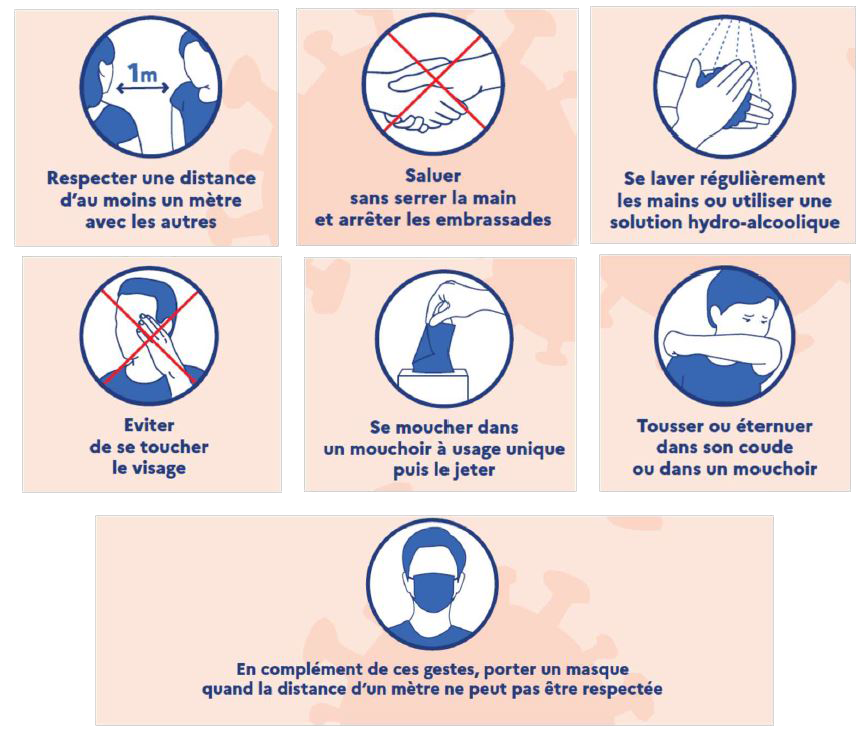 1m
Respecter une distance
d'au moins un mètre
avec les autres
Saluer
sans serrer la main
et arrêter les embrassades
Se laver régulièrement
les mains ou utiliser une
solution hydro-alcoolique
Eviter
de se toucher
le visage
Se moucher dans
un mouchoir à usage unique
puis le jeter
Tousser ou éternuer
dans son coude
ou dans un mouchoir
En complément de ces gestes, porter un masque
quand la distance d'un mètre ne peut pas être respectée